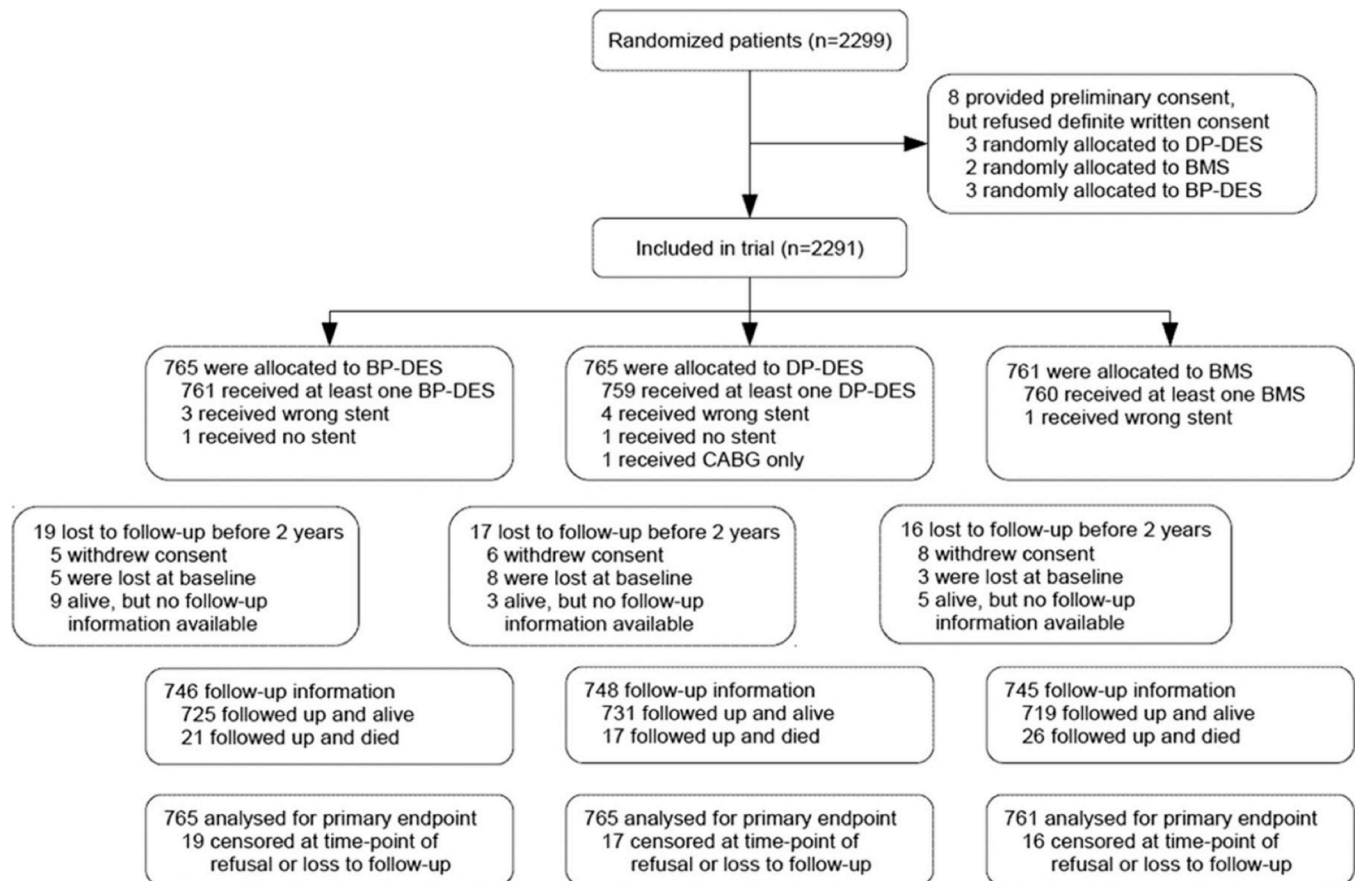 Randomized patients (n=2299)
8 provided preliminary consent,
but refused definite written consent
3 randomly allocated to DP-DES
2 randomly allocated to BMS
3 randomly allocated to BP-DES
Included in trial (n=2291)
765 were allocated to BP-DES
761 received at least one BP-DES
3 received wrong stent
1 received no stent
765 were allocated to DP-DES
759 received at least one DP-DES
4 received wrong stent
1 received no stent
1 received CABG only
761 were allocated to BMS
760 received at least one BMS
1 received wrong stent
19 lost to follow-up before 2 years
5 withdrew consent
5 were lost at baseline
9 alive, but no follow-up
information available
17 lost to follow-up before 2 years
6 withdrew consent
8 were lost at baseline
3 alive, but no follow-up
information available
16 lost to follow-up before 2 years
8 withdrew consent
3 were lost at baseline
5 alive, but no follow-up
information available
746 follow-up information
725 followed up and alive
21 followed up and died
748 follow-up information
731 followed up and alive
17 followed up and died
745 follow-up information
719 followed up and alive
26 followed up and died
765 analysed for primary endpoint
19 censored at time-point of
refusal or loss to follow-up
765 analysed for primary endpoint
17 censored at time-point of
refusal or loss to follow-up
761 analysed for primary endpoint
16 censored at time-point of
refusal or loss to follow-up